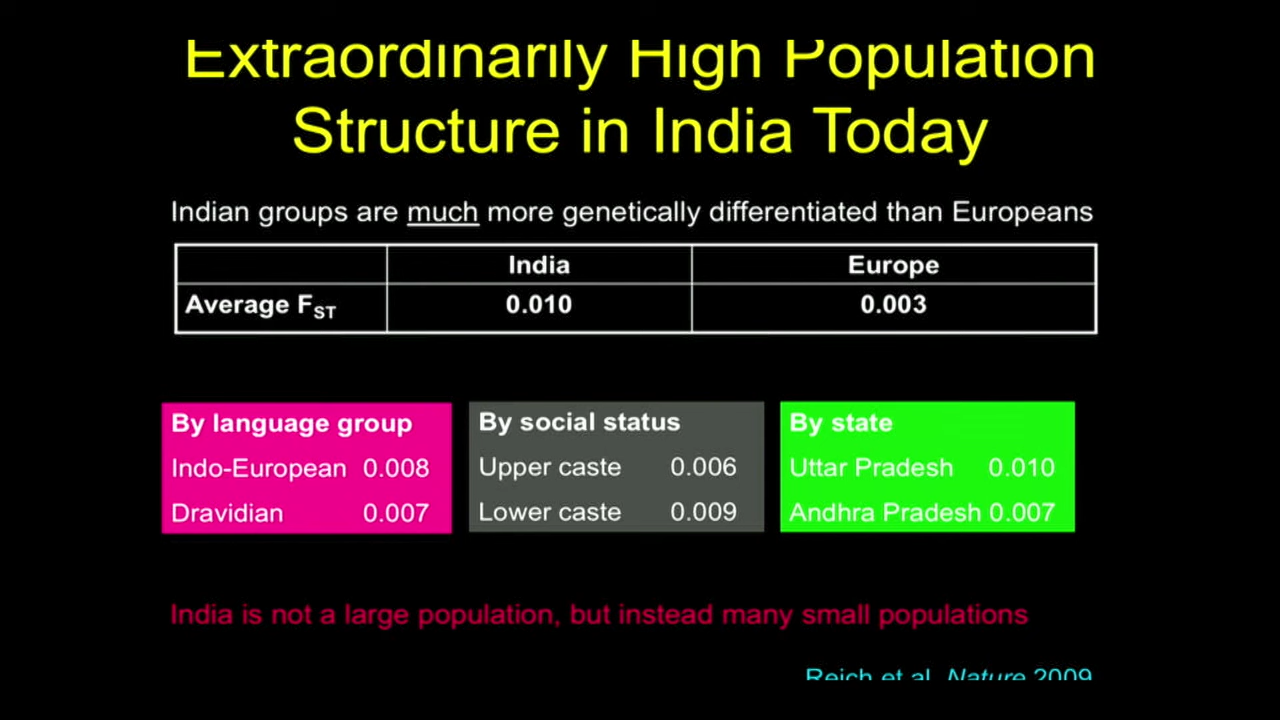 Extraordinarily High Population
Structure in India Today
Indian groups are much more genetically differentiated than Europeans
India Europe
Average FST 0.010 0.003
By language group
Indo-European 0.008
Dravidian 0.007
By social status
Upper caste 0.006
Lower caste 0.009
By state
Uttar Pradesh 0.010
Andhra Pradesh 0.007
India is not a large population, but instead many small populations
Reich et al. Nature 2009